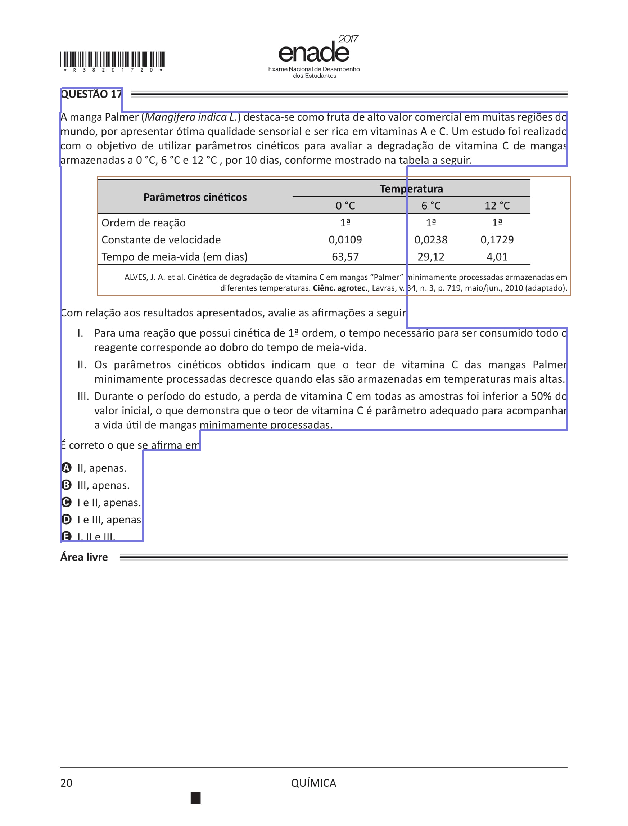 *R3820172D*
2017
enade
Exame Nacional de Desempenho
dos Estudantes
QUESTÃO 17
A manga Palmer (Mangifera indica L.) destaca-se como fruta de alto valor comercial em muitas regiões do
mundo, por apresentar ótima qualidade sensorial e ser rica em vitaminas A e C. Um estudo foi realizado
com o objetivo de utilizar parâmetros cinéticos para avaliar a degradação de vitamina C de mangas
armazenadas a 0 °C, 6 °C e 12 °C , por 10 dias, conforme mostrado na tabela a seguir.
Parâmetros cinéticos Temperatura
0 °C 6 °C 12 °C
Ordem de reação 1ª 1ª 1ª
Constante de velocidade 0,0109 0,0238 0,1729
Tempo de meia-vida (em dias) 63,57 29,12 4,01
ALVES, J. A. et al. Cinética de degradação de vitamina C em mangas "Palmer" minimamente processadas armazenadas em
diferentes temperaturas. Ciênc. agrotec., Lavras, v. 34, n. 3, p. 719, maio/jun., 2010 (adaptado).
Com relação aos resultados apresentados, avalie as afirmações a seguir
I. Para uma reação que possui cinética de 1ª ordem, o tempo necessário para ser consumido todo o
reagente corresponde ao dobro do tempo de meia-vida.
II. Os parâmetros cinéticos obtidos indicam que o teor de vitamina C das mangas Palmer
minimamente processadas decresce quando elas são armazenadas em temperaturas mais altas.
III. Durante o período do estudo, a perda de vitamina C em todas as amostras foi inferior a 50% do
valor inicial, o que demonstra que o teor de vitamina C é parâmetro adequado para acompanhar
a vida útil de mangas minimamente processadas.
É correto o que se afirma em
A II, apenas.
B III, apenas.
C I e II, apenas.
D I e III, apenas
E I, II e III.
Área livre
20 QUÍMICA